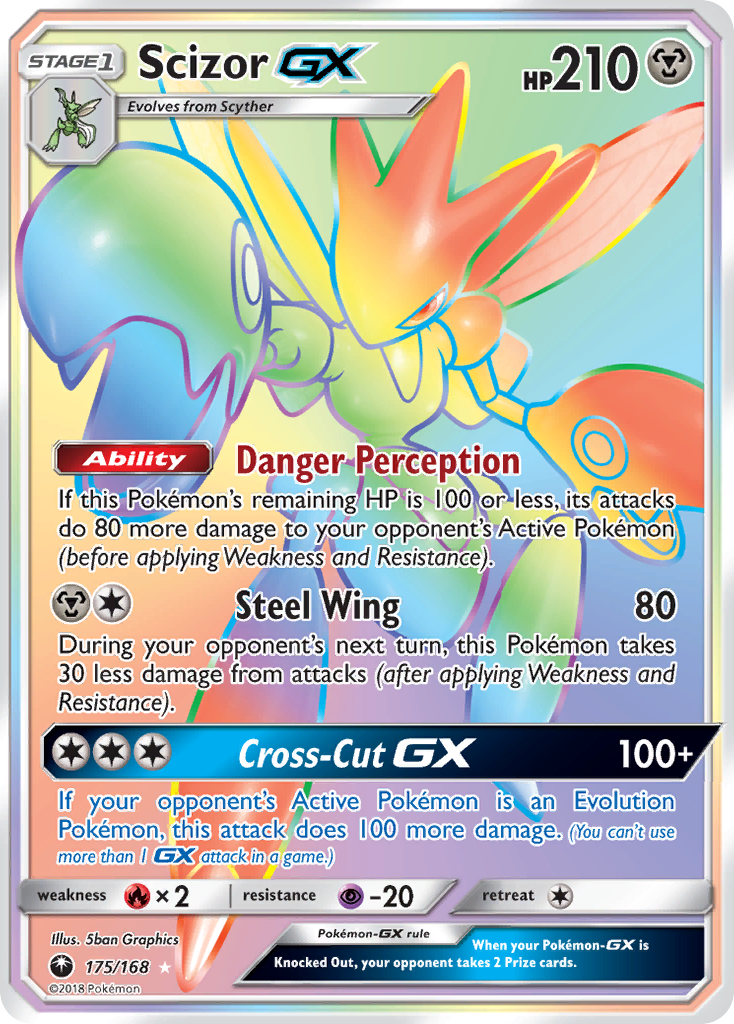 STAGE1
Scizor GX
HP210
Evolves from Scyther
Ability
Danger Perception
If this Pokémon's remaining HP is 100 or less, its attacks
do 80 more damage to your opponent's Active Pokémon
(before applying Weakness and Resistance).
Steel Wing 80
During your opponent's next turn, this Pokémon takes
30 less damage from attacks (after applying Weakness and
Resistance).
Cross-Cut GX 100+
If your opponent's Active Pokémon is an Evolution
Pokémon, this attack does 100 more damage. (You can't use
more than 1 GX attack in a game.)
weakness ×2 resistance -20 retreat
Illus. 5ban Graphics
175/168
©2018 Pokémon
Pokémon-GX rule
When your Pokémon-GX is
Knocked Out, your opponent takes 2 Prize cards.